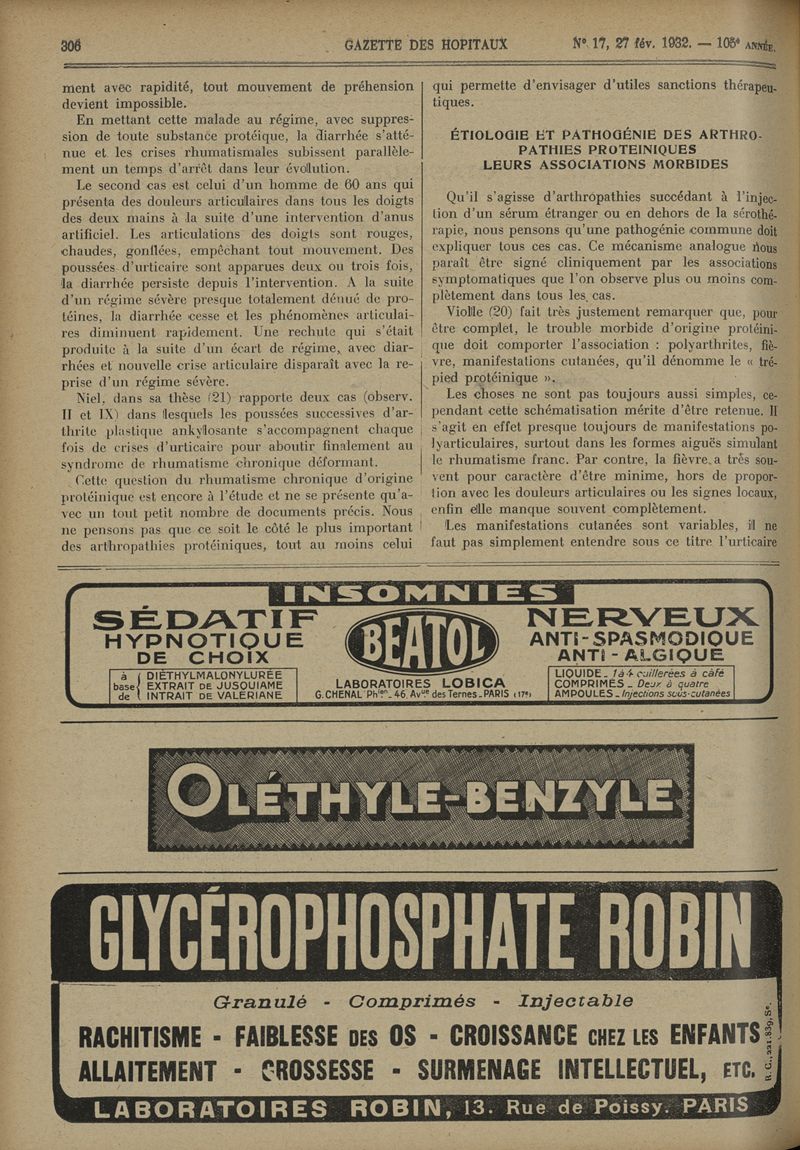 306
GAZETTE DES HOPITAUX
N° 17, 27 fév. 1932. — 105e ANNÉE.
ment avec rapidité, tout mouvement de préhension
devient impossible.
En mettant cette malade au régime, avec suppres-
sion de toute substance protéique, la diarrhée s'atté-
nue et les crises rhumatismales subissent parallèle-
ment un temps d'arrêt dans leur évolution.
Le second cas est celui d'un homme de 60 ans qui
présenta des douleurs articulaires dans tous les doigts
des deux mains à la suite d'une intervention d'anus
artificiel. Les articulations des doigts sont rouges,
chaudes, gonflées, empêchant tout mouvement. Des
poussées d'urticaire sont apparues deux ou trois fois,
la diarrhée persiste depuis l'intervention. A la suite
d'un régime sévère presque totalement dénué de pro-
téines, la diarrhée cesse et les phénomènes articulai-
res diminuent rapidement. Une rechute qui s'était
produite à la suite d'un écart de régime, avec diar-
rhées et nouvelle crise articulaire disparaît avec la re-
prise d'un régime sévère.
Niel, dans sa thèse (21) rapporte deux cas (observ.
II et IX) dans lesquels les poussées successives d'ar-
thrite plastique ankylosante s'accompagnent chaque
fois de crises d'urticaire pour aboutir finalement au
syndrome de rhumatisme chronique déformant.
Cette question du rhumatisme chronique d'origine
protéinique est encore à l'étude et ne se présente qu'a-
vec un tout petit nombre de documents précis. Nous
ne pensons pas que ce soit le côté le plus important
des arthropathies protéiniques, tout au moins celui
qui permette d'envisager d'utiles sanctions thérapeu-
tiques.
ÉTIOLOGIE ET PATHOGÉNIE DES ARTHRO-
PATHIES PROTEINIQUES
LEURS ASSOCIATIONS MORBIDES
Qu'il s'agisse d'arthropathies succédant à l'injec-
tion d'un sérum étranger ou en dehors de la sérothé-
rapie, nous pensons qu'une pathogénie commune doit
expliquer tous ces cas. Ce mécanisme analogue nous
paraît être signé cliniquement par les associations
symptomatiques que l'on observe plus ou moins com-
plètement dans tous les cas.
Violle (20) fait très justement remarquer que, pour
être complet, le trouble morbide d'origine protéini-
que doit comporter l'association : polyarthrites, fiè-
vre, manifestations cutanées, qu'il dénomme le « tré-
pied protéinique ».
Les choses ne sont pas toujours aussi simples, ce-
pendant cette schématisation mérite d'être retenue. Il
s'agit en effet presque toujours de manifestations po-
lyarticulaires, surtout dans les formes aiguës simulant
le rhumatisme franc. Par contre, la fièvre a très sou-
vent pour caractère d'être minime, hors de propor-
tion avec les douleurs articulaires ou les signes locaux,
enfin elle manque souvent complètement.
Les manifestations cutanées sont variables, il ne
faut pas simplement entendre sous ce titre l'urticaire
INSOMNIES
SÉDATIF
HYPNOTIQUE
DE CHOIX
à base de
DIÉTHYLMALONYLURÉE
EXTRAIT DE JUSQUIAME
INTRAIT DE VALÉRIANE
BEATOL
LABORATOIRES LOBICA
G. CHENAL Phien_46, Avue des Ternes_PARIS (17e)
NERVEUX
ANTI-SPASMODIQUE
ANTI-ALGIQUE
LIQUIDE_ 1 à 4 cuillerées à café
COMPRIMÉS _ Deux à quatre
AMPOULES_ Injections sous-cutanées
OLÉTHYLE-BENZYLE
GLYCÉROPHOSPHATE ROBIN
Granulé - Comprimés - Injectable
RACHITISME - FAIBLESSE DES OS - CROISSANCE CHEZ LES ENFANTS
ALLAITEMENT - GROSSESSE - SURMENAGE INTELLECTUEL, ETC.
R. C., 221.839, Se.
LABORATOIRES ROBIN, 13. Rue de Poissy. PARIS